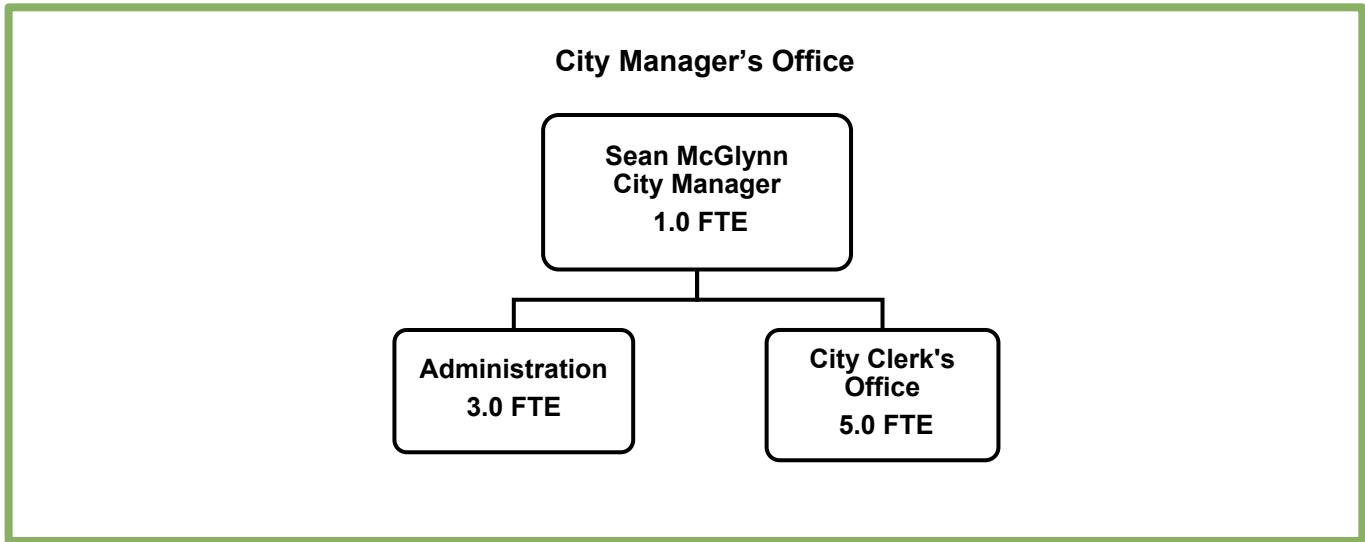 City Manager’s Office
Sean McGlynn
City Manager
1.0 FTE
Administration
3.0 FTE
City Clerk's
Office
5.0 FTE